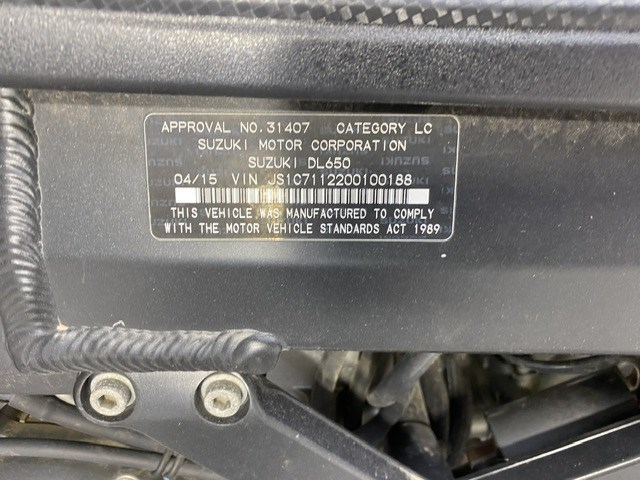 APPROVAL NO.31407 CATEGORY LC
SUZUKI MOTOR CORPORATION
SUZUKI DL650
04/15 VIN JS1C7112200100188
THIS VEHICLE WAS MANUFACTURED TO COMPLY
WITH THE MOTOR VEHICLE STANDARDS ACT 1989